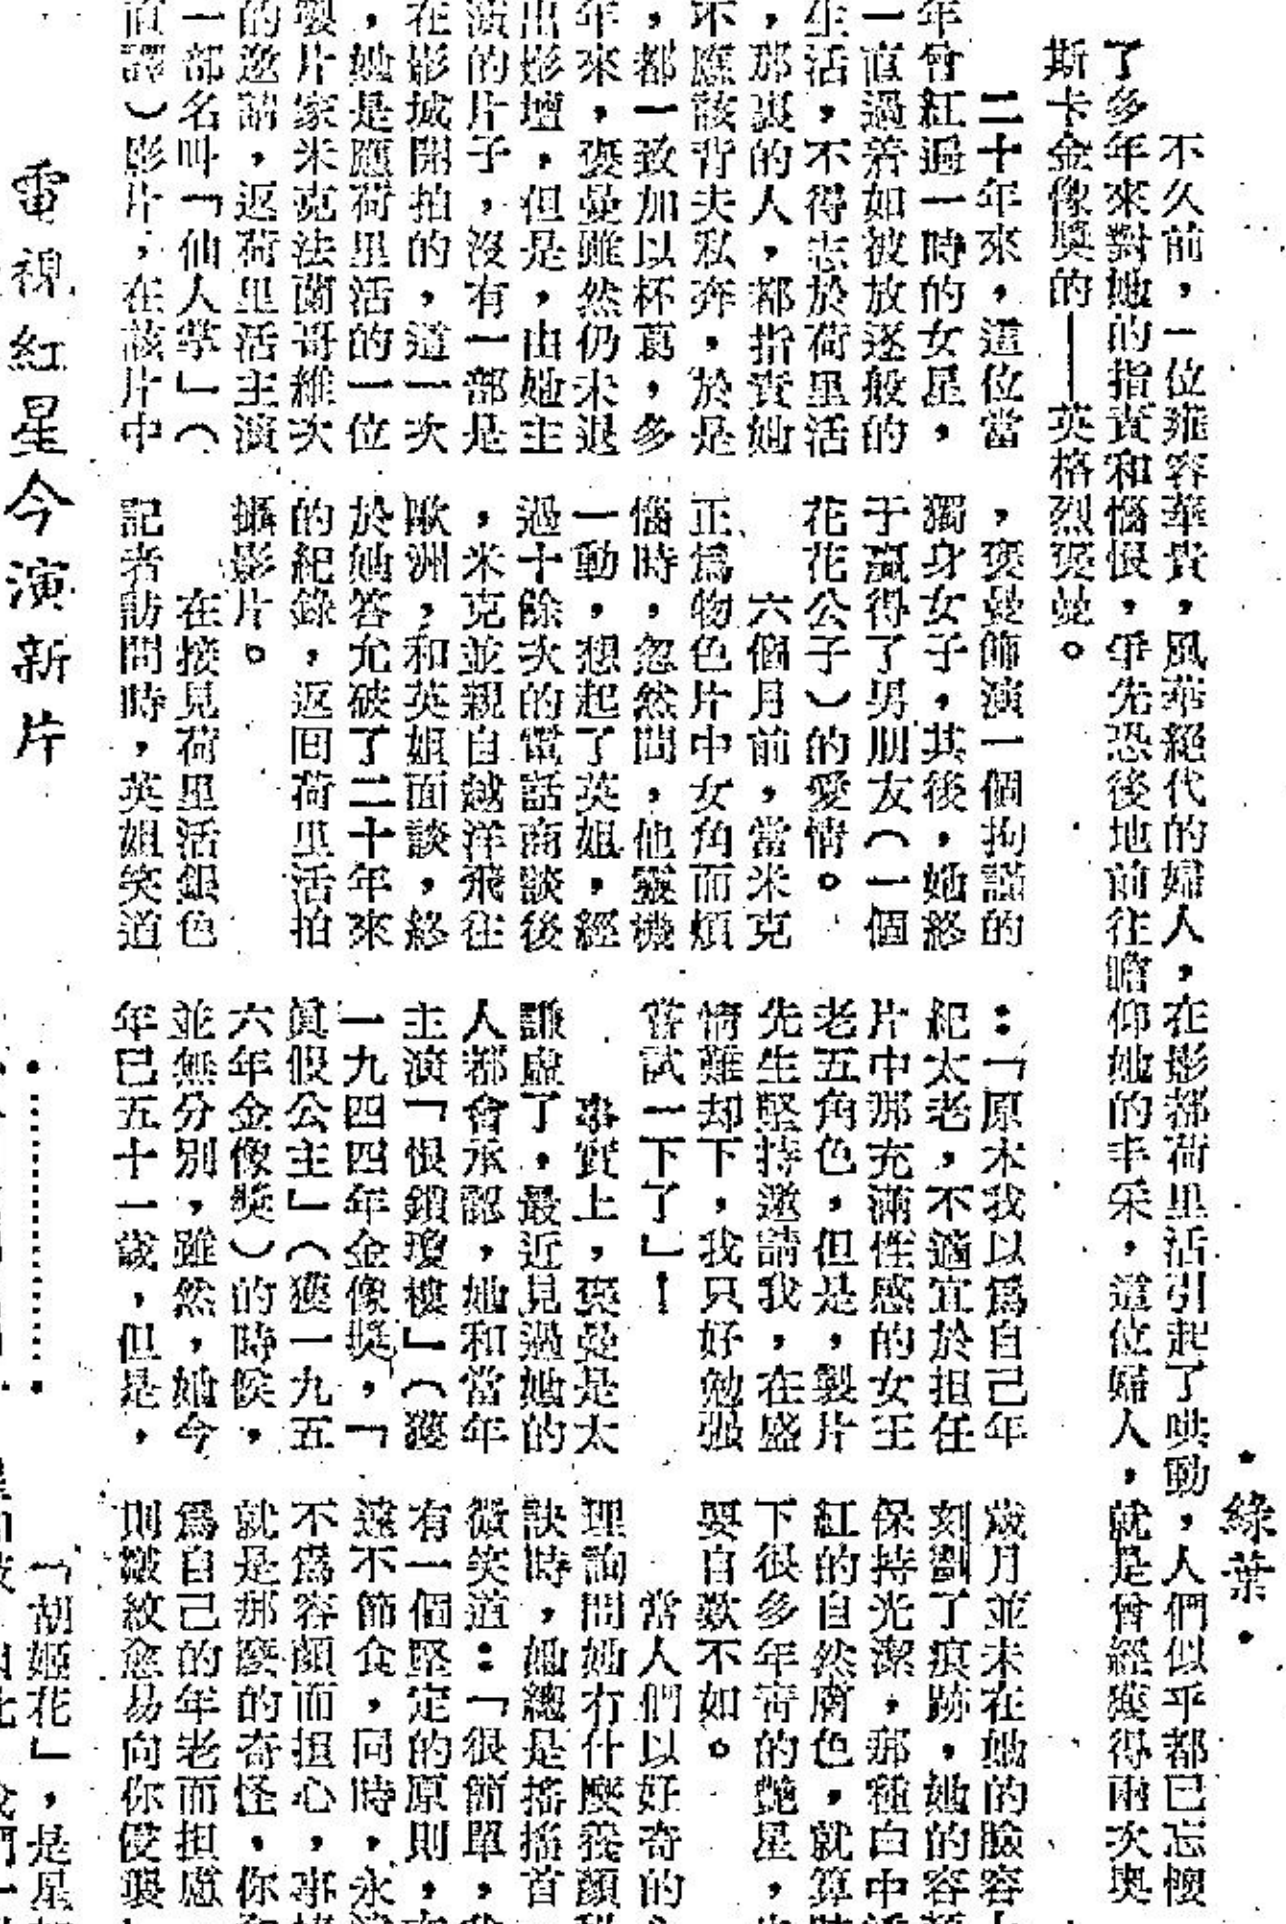 •綠葉•
不久前，一位雍容華貴，風華絕代的婦人，在影都荷里活引起了哄動，人們似乎都已忘懷
了多年來對她的指責和惱恨，爭先恐後地前往瞻仰她的丰采，這位婦人，就是曾經獲得兩次奧
斯卡金像獎的——英格烈褒曼。
二十年來，這位當
年曾紅遍一時的女星，
一直過着如被放逐般的
生活，不得志於荷里活
，那裏的人，都指責她
不應該背夫私奔，於是
，都一致加以杯葛，多
年來，褒曼雖然仍未退
出影壇，但是，由她主
演的片子，沒有一部是
在影城開拍的，這一次
，她是應荷里活的一位
製片家米克法蘭哥維次
的邀請，返荷里活主演
一部名叫「仙人掌」（
直譯）影片，在該片中
，褒曼飾演一個拘謹的
獨身女子，其後，她終
于贏得了男朋友（一個
花花公子）的愛情。
六個月前，當米克
正爲物色片中女角而煩
惱時，忽然間，他靈機
一動，想起了英姐，經
過十餘次的電話商談後
，米克並親自越洋飛往
歐洲，和英姐面談，終
於她答允破了二十年來
的紀錄，返回荷里活拍
攝影片。
在接見荷里活銀色
記者訪問時，英姐笑道
：「原本我以爲自己年
紀太老，不適宜於担任
片中那充滿性感的女王
老五角色，但是，製片
先生堅持邀請我，在盛
情難却下，我只好勉强
嘗試一下了」！
事實上，褒曼是太
謙虛了，最近見過她的
人都會承認，她和當年
主演「恨鎖瓊樓」（獲
一九四四年金像獎，「
眞假公主」（獲一九五
六年金像獎）的時候，
並無分別，雖然，她今
年已五十一歲，但是，
歲月並未在她的臉容
刻劃了痕跡，她的容
保持光潔，那種白中
紅的自然膚色，就算
下很多年靑的艷星，
要自歎不如。
當人們以好奇的
理詢問她冇什麼養顏
訣時，她總是搖搖首
微笑道：「很簡單，
有一個堅定的原則，
遠不節食，同時，永
不爲容顏而担心，事
就是那麼的奇怪，你
爲自己的年老而担慮
則皺紋愈易向你侵襲
電視紅星今演新片
「胡姬花」，是星